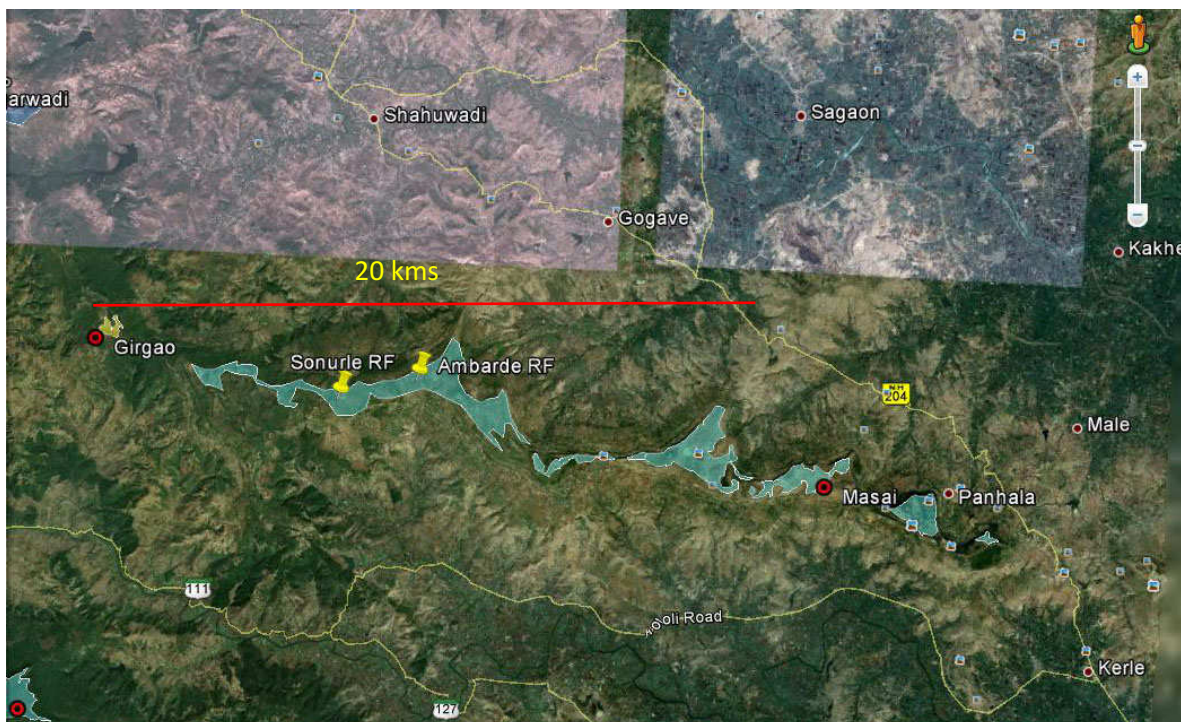 arwadi
Shahuwadi
Sagaon
Gogave
Kakhe
20 kms
Girgao
Sonurle RF
Ambarde RF
NH
204
Male
Masai
Panhala
111
oli Road
Kerle
127